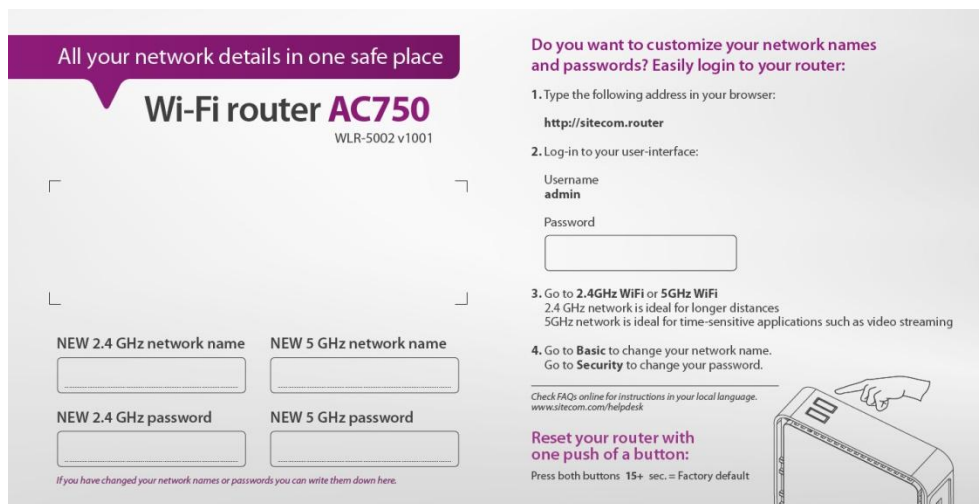 All your network details in one safe place
Wi-Fi router AC750
WLR-5002 v1001
NEW 2.4 GHz network name
NEW 5 GHz network name
NEW 2.4 GHz password
NEW 5 GHz password
If you have changed your network names or passwords you can write them down here.
Do you want to customize your network names
and passwords? Easily login to your router:
1. Type the following address in your browser:
http://sitecom.router
2. Log-in to your user-interface:
Username
admin
Password
3. Go to 2.4GHz WiFi or 5GHz WiFi
2.4 GHz network is ideal for longer distances
5GHz network is ideal for time-sensitive applications such as video streaming
4. Go to Basic to change your network name.
Go to Security to change your password.
Check FAQs online for instructions in your local language.
www.sitecom.com/helpdesk
Reset your router with
one push of a button:
Press both buttons 15+ sec. = Factory default